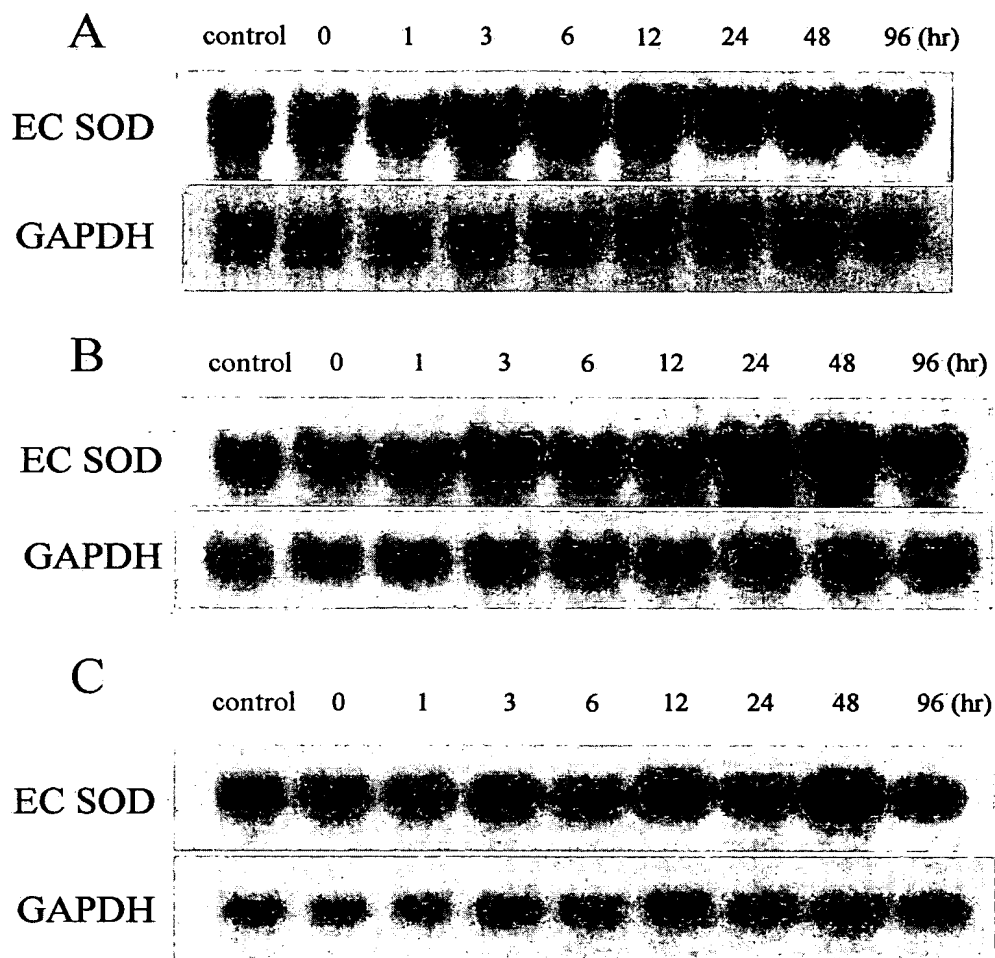 A
control 0 1 3 6 12 24 48 96 (hr)
EC SOD
GAPDH
B
control 0 1 3 6 12 24 48 96 (hr)
EC SOD
GAPDH
C
control 0 1 3 6 12 24 48 96 (hr)
EC SOD
GAPDH